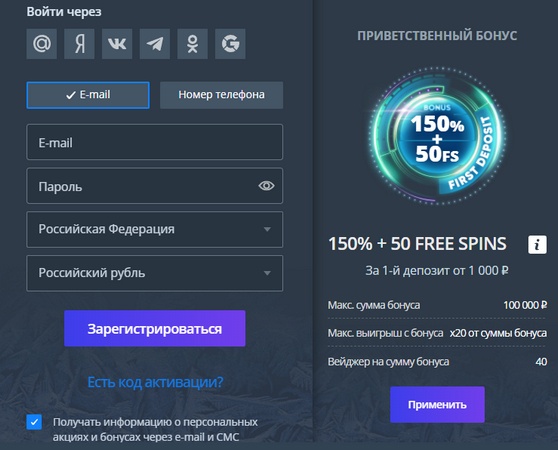 Войти через
E-mail
Номер телефона
E-mail
Пароль
Российская Федерация
Российский рубль
Зарегистрироваться
Есть код активации?
Получать информацию о персональных
акциях и бонусах через e-mail и СМС
ПРИВЕТСТВЕННЫЙ БОНУС
BONUS
150%
+
50FS
FIRST DEPOSIT
150% + 50 FREE SPINS
За 1-й депозит от 1 000 ₽
Макс. сумма бонуса 100 000 ₽
Макс. выигрыш с бонуса x20 от суммы бонуса
Вейджер на сумму бонуса 40
Применить